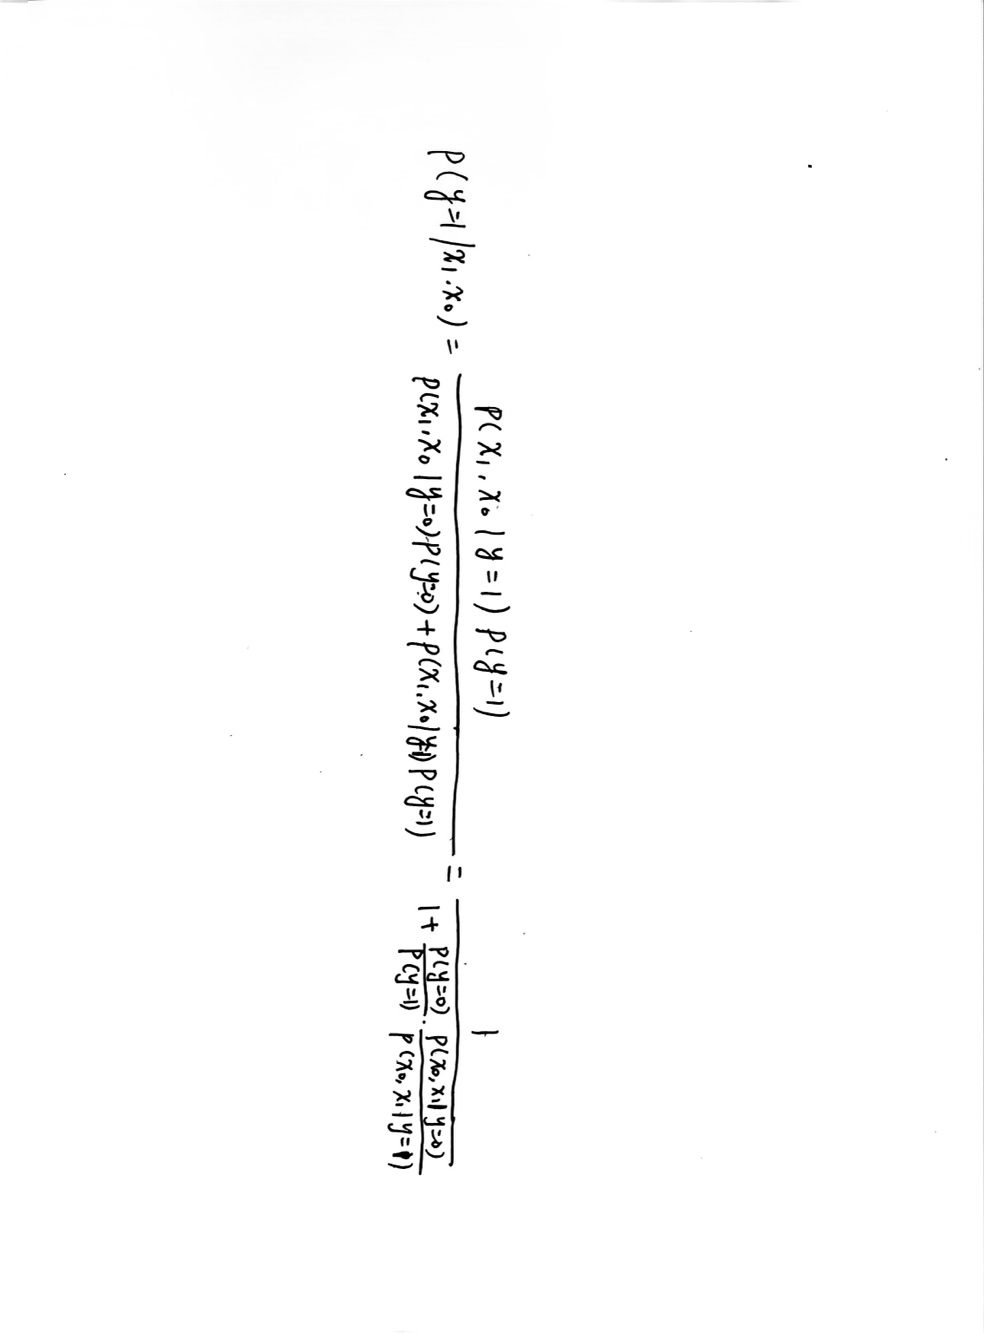 P(y=1|x₁,x₀) = P(x₁,x₀|y=1)P(y=1) / P(x₁,x₀|y=0)P(y=0)+P(x₁,x₀|y=1)P(y=1) = 1 / 1+ P(y=0)/P(y=1) · P(x₀,x₁|y=0)/P(x₀,x₁|y=1)